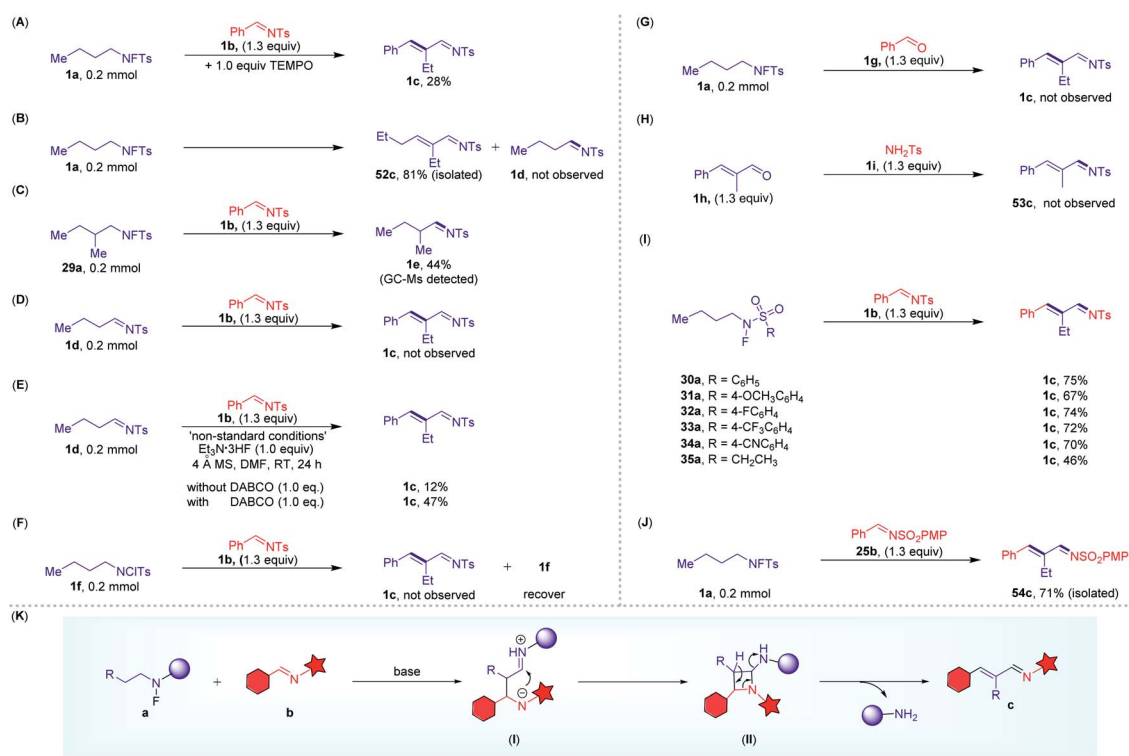 (A)
Me
NFTs
1a, 0.2 mmol
Ph
NTs
1b, (1.3 equiv)
+ 1.0 equiv TEMPO
Ph
NTs
Et
1c, 28%
(B)
Me
NFTs
1a, 0.2 mmol
Et
NTs
Et
52c, 81% (isolated)
+
Me
NTs
1d, not observed
(C)
Me
NFTs
Me
29a, 0.2 mmol
Ph
NTs
1b, (1.3 equiv)
Me
NTs
Me
1e, 44%
(GC-Ms detected)
(D)
Me
NTs
1d, 0.2 mmol
Ph
NTs
1b, (1.3 equiv)
Ph
NTs
Et
1c, not observed
(E)
Me
NTs
1d, 0.2 mmol
Ph
NTs
1b, (1.3 equiv)
'non-standard conditions'
Et3N•3HF (1.0 equiv)
4 Å MS, DMF, RT, 24 h
Ph
NTs
Et
without DABCO (1.0 eq.) 1c, 12%
with DABCO (1.0 eq.) 1c, 47%
(F)
Me
NClTs
1f, 0.2 mmol
Ph
NTs
1b, (1.3 equiv)
Ph
NTs
Et
1c, not observed
+
1f
recover
(G)
Me
NFTs
1a, 0.2 mmol
Ph
O
1g, (1.3 equiv)
Ph
NTs
Et
1c, not observed
(H)
Ph
O
1h, (1.3 equiv)
NH2Ts
1i, (1.3 equiv)
Ph
NTs
53c, not observed
(I)
Me
N
F
S
O
O
R
Ph
NTs
1b, (1.3 equiv)
Ph
NTs
Et
30a, R = C6H5 1c, 75%
31a, R = 4-OCH3C6H4 1c, 67%
32a, R = 4-FC6H4 1c, 74%
33a, R = 4-CF3C6H4 1c, 72%
34a, R = 4-CNC6H4 1c, 70%
35a, R = CH2CH3 1c, 46%
(J)
Me
NFTs
1a, 0.2 mmol
Ph
NSO2PMP
25b, (1.3 equiv)
Ph
NSO2PMP
Et
54c, 71% (isolated)
(K)
R
N
F
a
+
N
b
base
⊕
HN
R
⊖
N
(I)
R
H
NH
N
(II)
NH2
N
R
c